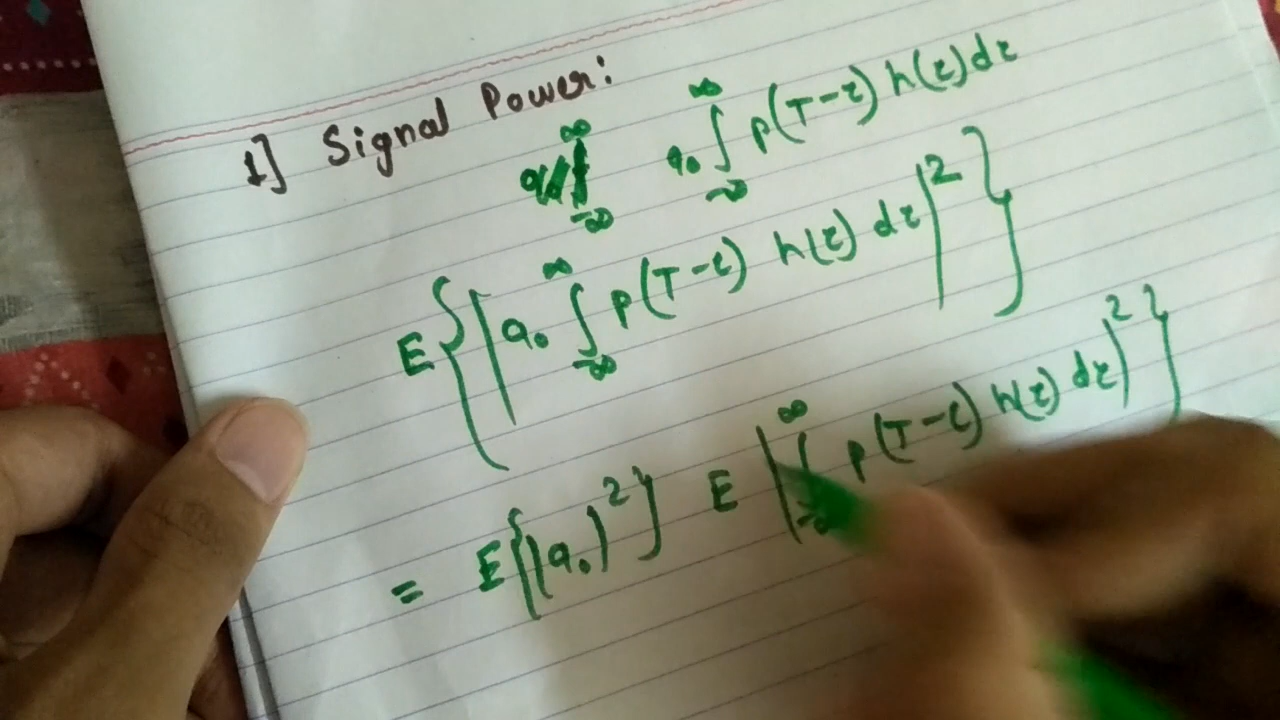 1] Signal Power:
a₀ ∫_{-∞}^{∞} p(T-τ) h(τ) dτ
E{|a₀ ∫_{-∞}^{∞} p(T-τ) h(τ) dτ|²}
= E{|a₀|²} E |∫_{-∞}^{∞} p(T-τ) h(τ) dτ|²}